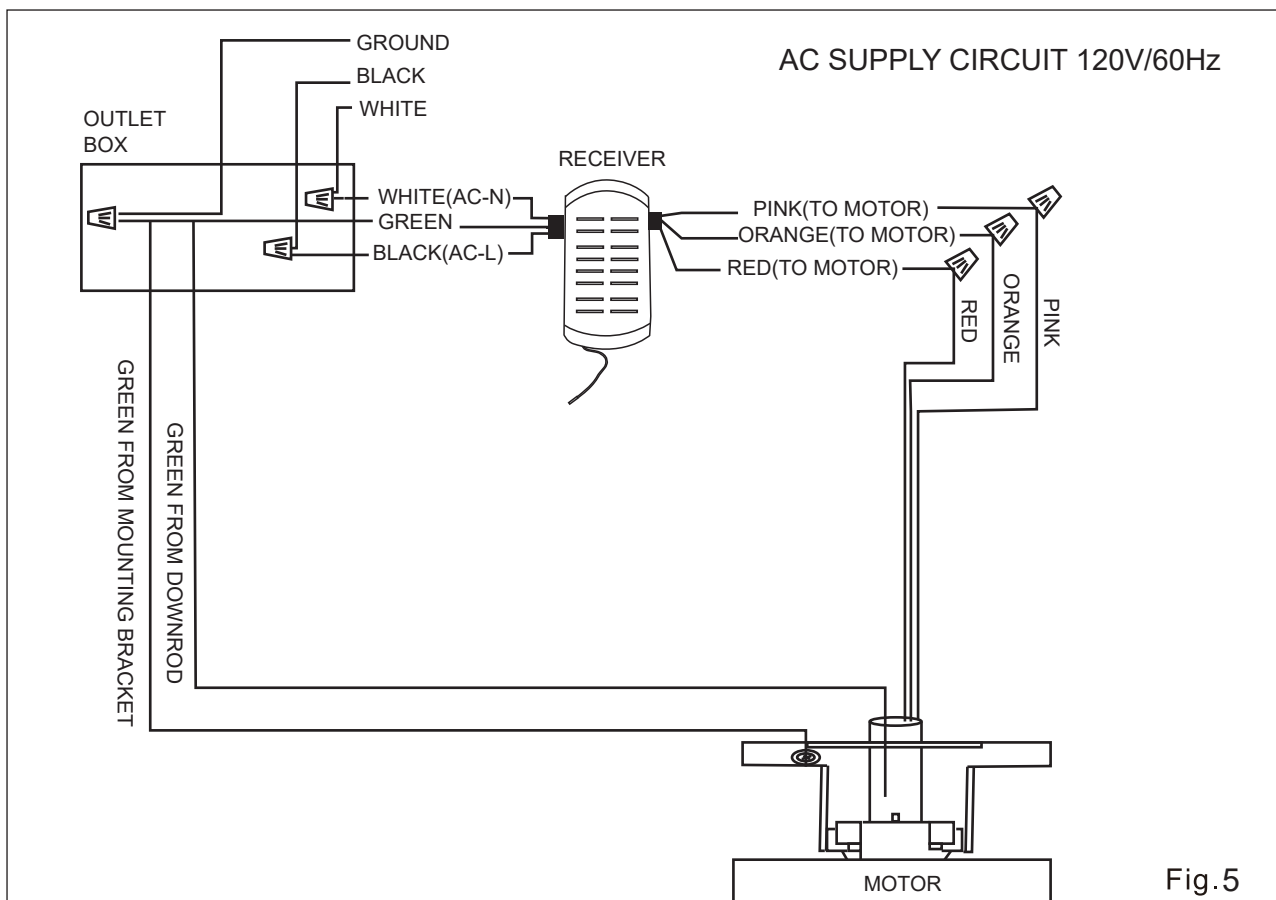 GROUND
AC SUPPLY CIRCUIT 120V/60Hz
BLACK
WHITE
OUTLET
BOX
RECEIVER
WHITE(AC-N)
GREEN
BLACK(AC-L)
PINK(TO MOTOR)
ORANGE(TO MOTOR)
RED(TO MOTOR)
RED
ORANGE
PINK
GREEN FROM MOUNTING BRACKET
GREEN FROM DOWNROD
MOTOR
Fig.5